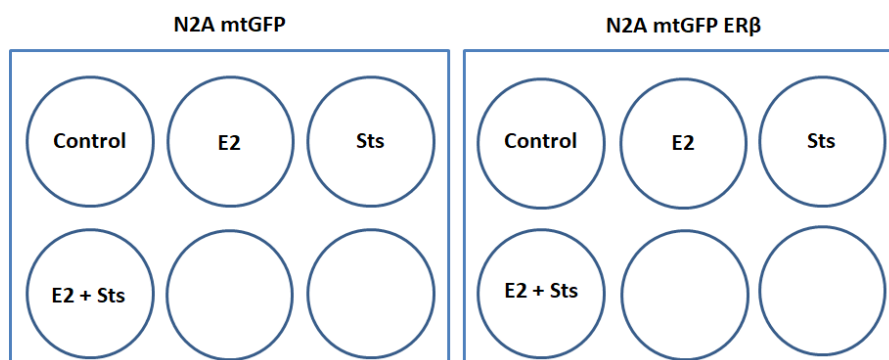 N2A mtGFP
N2A mtGFP ERβ
Control
E2
Sts
Control
E2
Sts
E2 + Sts
E2 + Sts